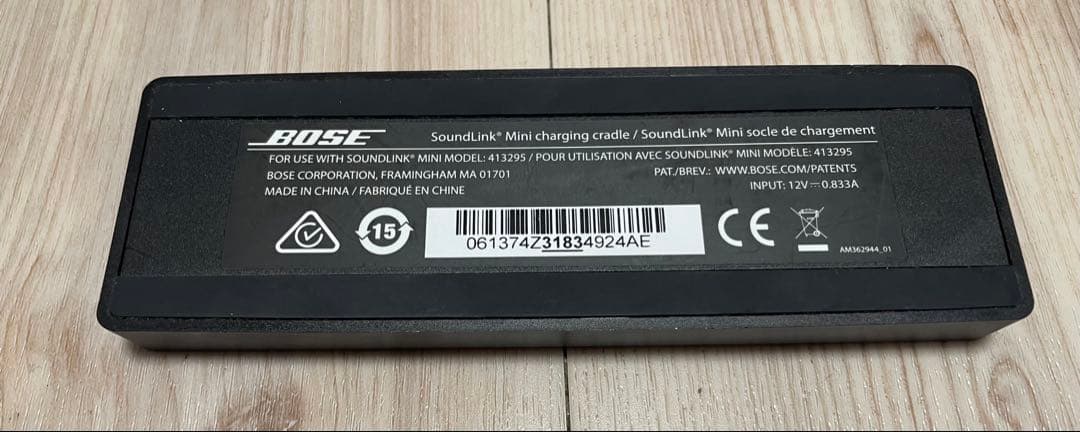 BOSE
SoundLink® Mini charging cradle / SoundLink® Mini socle de chargement
FOR USE WITH SOUNDLINK® MINI MODEL: 413295 / POUR UTILISATION AVEC SOUNDLINK® MINI MODÈLE: 413295
BOSE CORPORATION, FRAMINGHAM MA 01701
PAT./BREV.: WWW.BOSE.COM/PATENTS
MADE IN CHINA / FABRIQUÉ EN CHINE
INPUT: 12V⎓0.833A
15
061374Z31834924AE
CE
AM362944_01